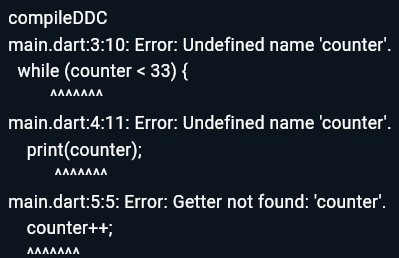 compileDDC
main.dart:3:10: Error: Undefined name 'counter'.
while (counter < 33) {
^^^^^^^
main.dart:4:11: Error: Undefined name 'counter'.
print(counter);
^^^^^^^
main.dart:5:5: Error: Getter not found: 'counter'.
counter++;
^^^^^^^